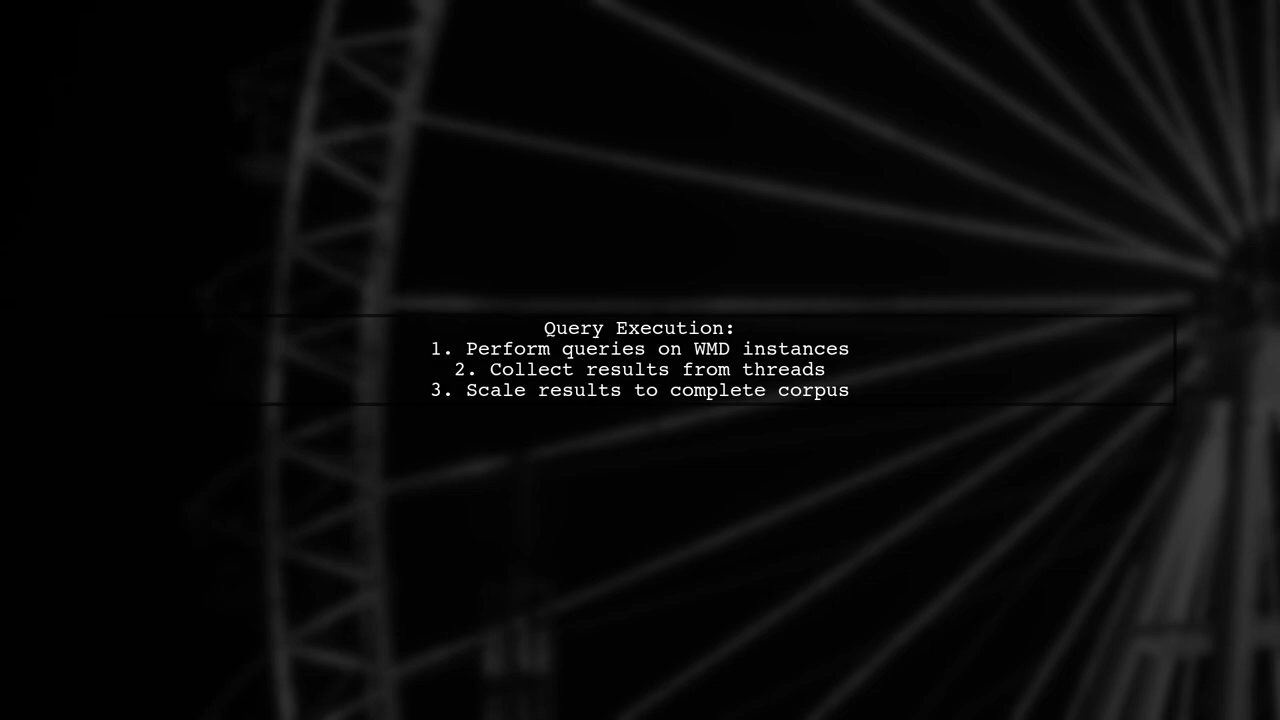 Query Execution:
1. Perform queries on WMD instances
2. Collect results from threads
3. Scale results to complete corpus